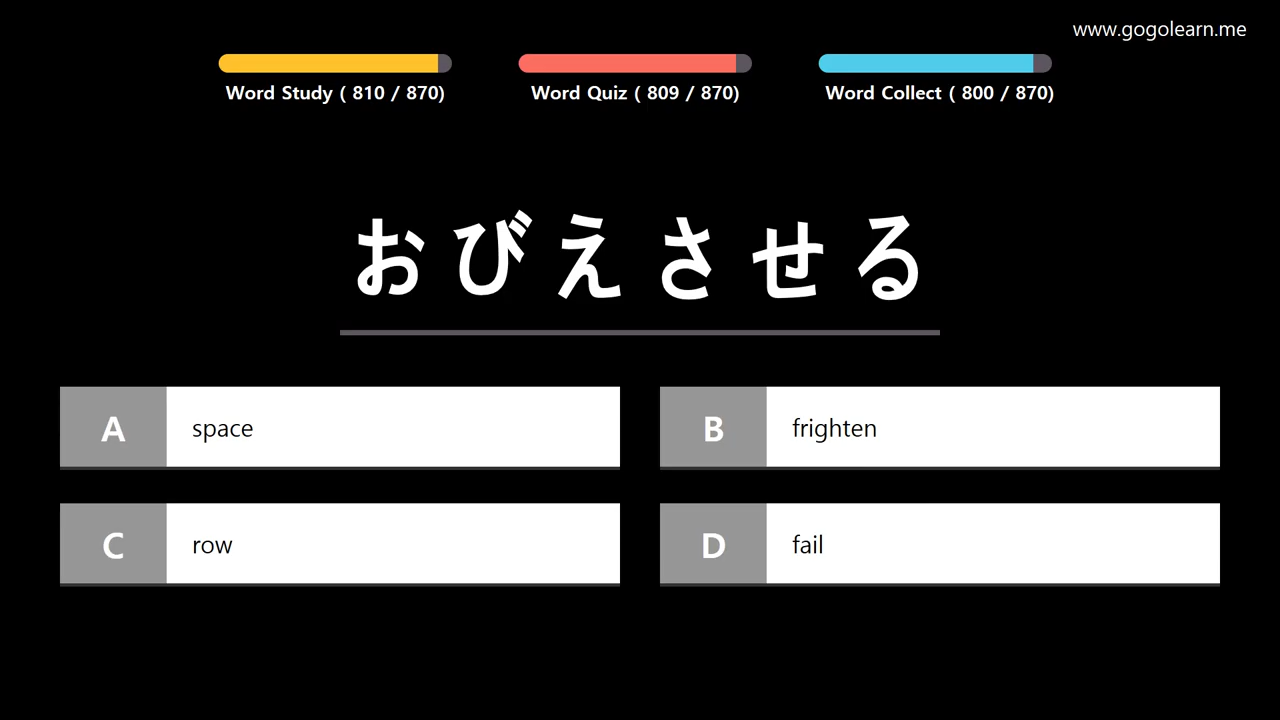 www.gogolearn.me
Word Study ( 810 / 870)
Word Quiz ( 809 / 870)
Word Collect ( 800 / 870)
おびえさせる
A space
B frighten
C row
D fail